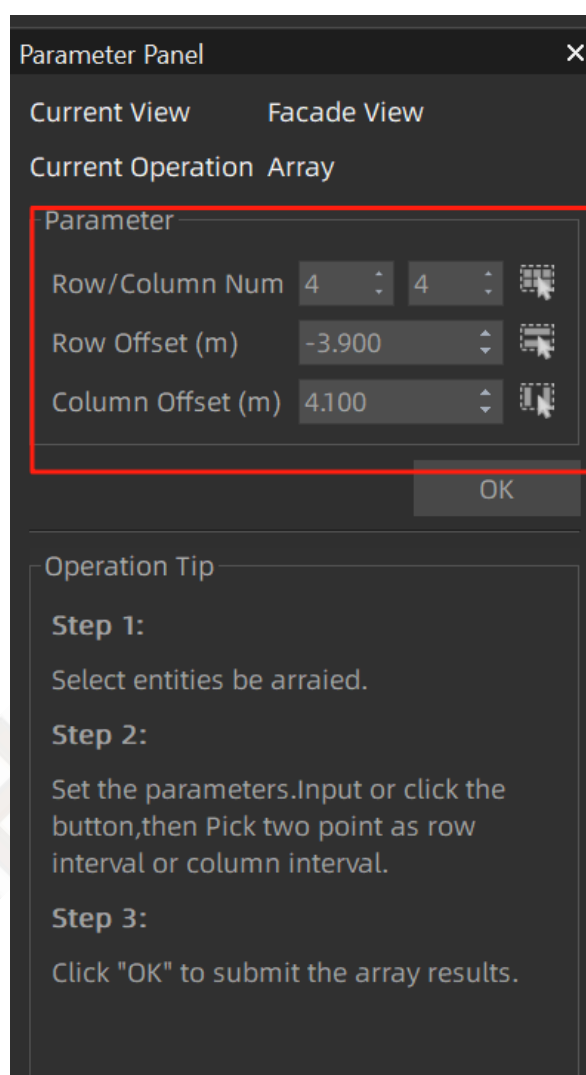 Parameter Panel
Current View Facade View
Current Operation Array
Parameter
Row/Column Num 4 4
Row Offset (m) -3.900
Column Offset (m) 4.100
OK
Operation Tip
Step 1:
Select entities be arraied.
Step 2:
Set the parameters.Input or click the
button,then Pick two point as row
interval or column interval.
Step 3:
Click "OK" to submit the array results.